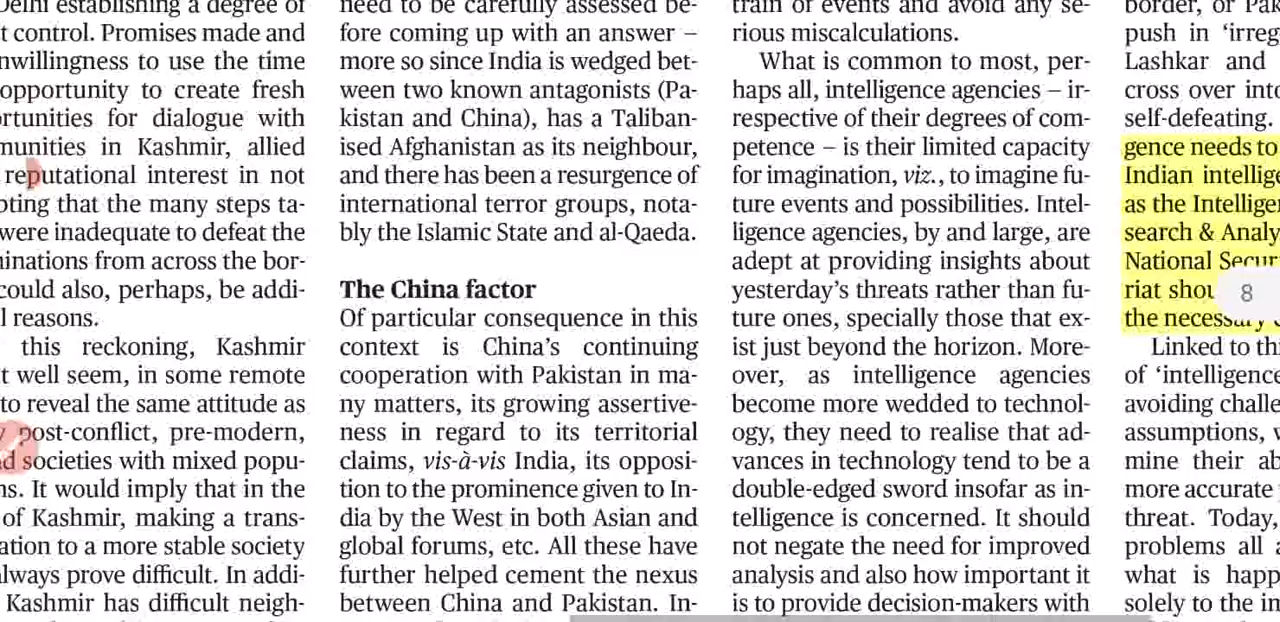 Delhi establishing a degree of
control. Promises made and
unwillingness to use the time
opportunity to create fresh
for dialogue with
in Kashmir, allied
reputational interest in not
that the many steps ta-
were inadequate to defeat the
from across the bor-
could also, perhaps, be addi-
reasons.
this reckoning, Kashmir
well seem, in some remote
to reveal the same attitude as
post-conflict, pre-modern,
societies with mixed popu-
It would imply that in the
of Kashmir, making a trans-
to a more stable society
always prove difficult. In addi-
Kashmir has difficult neigh-
need to be carefully assessed be-
fore coming up with an answer –
more so since India is wedged bet-
ween two known antagonists (Pa-
kistan and China), has a Taliban-
ised Afghanistan as its neighbour,
and there has been a resurgence of
international terror groups, nota-
bly the Islamic State and al-Qaeda.
The China factor
Of particular consequence in this
context is China's continuing
cooperation with Pakistan in ma-
ny matters, its growing assertive-
ness in regard to its territorial
claims, vis-à-vis India, its opposi-
tion to the prominence given to In-
dia by the West in both Asian and
global forums, etc. All these have
further helped cement the nexus
between China and Pakistan. In-
train of events and avoid any se-
rious miscalculations.
What is common to most, per-
haps all, intelligence agencies – ir-
respective of their degrees of com-
petence – is their limited capacity
for imagination, viz., to imagine fu-
ture events and possibilities. Intel-
ligence agencies, by and large, are
adept at providing insights about
yesterday's threats rather than fu-
ture ones, specially those that ex-
ist just beyond the horizon. More-
over, as intelligence agencies
become more wedded to technol-
ogy, they need to realise that ad-
vances in technology tend to be a
double-edged sword insofar as in-
telligence is concerned. It should
not negate the need for improved
analysis and also how important it
is to provide decision-makers with
border, or Pak
push in 'irreg
Lashkar and
cross over into
self-defeating.
gence needs to
Indian intellige
as the Intelligen
search & Analy
National Secur
riat shou
8
the necessary
Linked to thi
of 'intelligence
avoiding challe
assumptions,
mine their ab
more accurate
threat. Today,
problems all a
what is happ
solely to the im